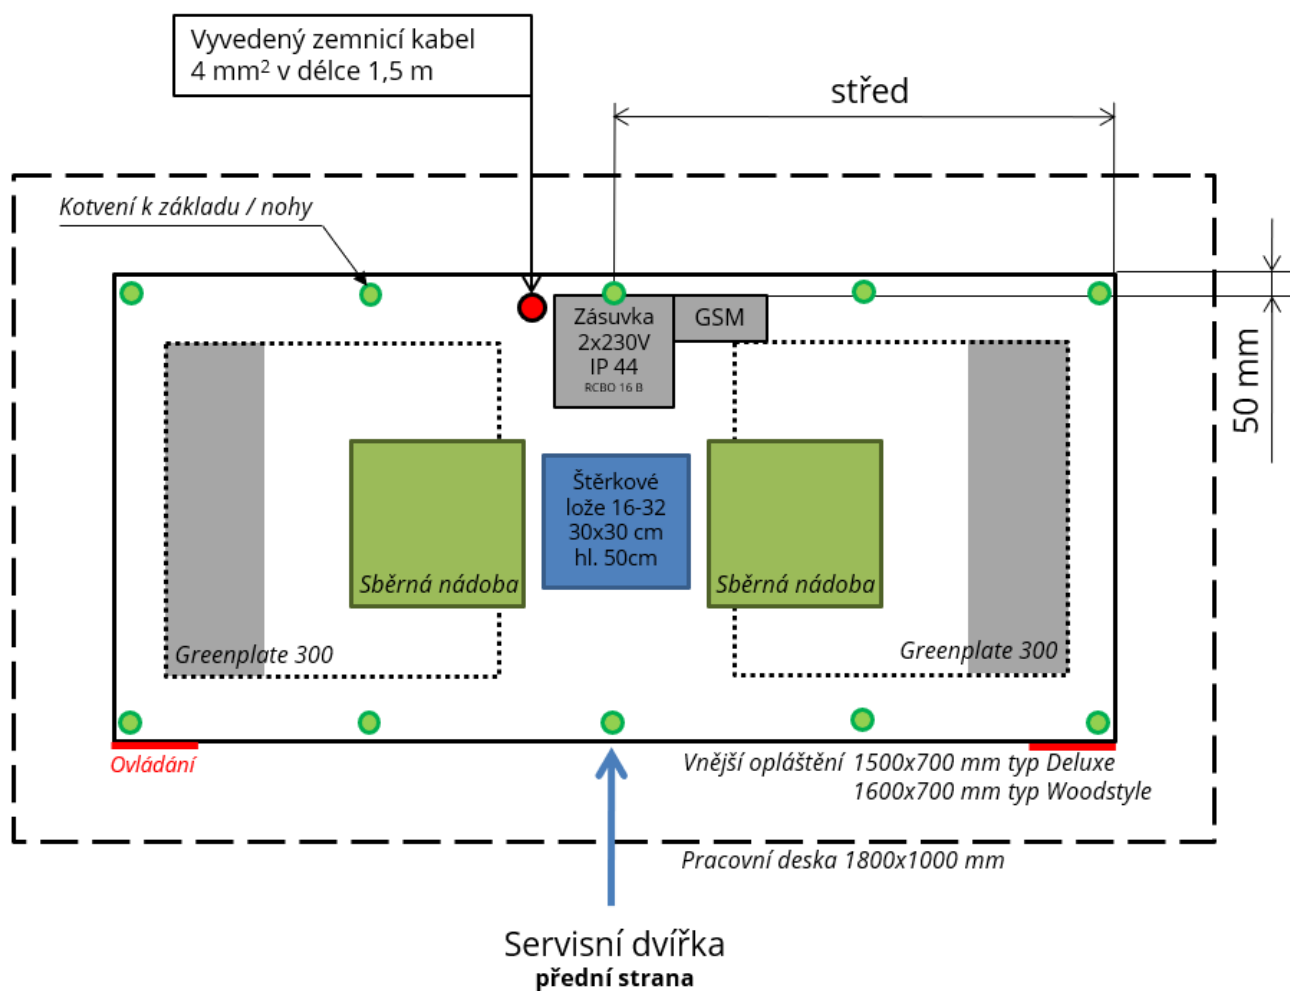 Vyvedený zemnicí kabel
4 mm² v délce 1,5 m
střed
Kotvení k základu / nohy
Zásuvka
2x230V
IP 44
RCBO 16 B
GSM
50 mm
Štěrkové
lože 16-32
30x30 cm
hl. 50cm
Sběrná nádoba
Sběrná nádoba
Greenplate 300
Greenplate 300
Ovládání
Vnější opláštění 1500x700 mm typ Deluxe
1600x700 mm typ Woodstyle
Pracovní deska 1800x1000 mm
Servisní dvířka
přední strana